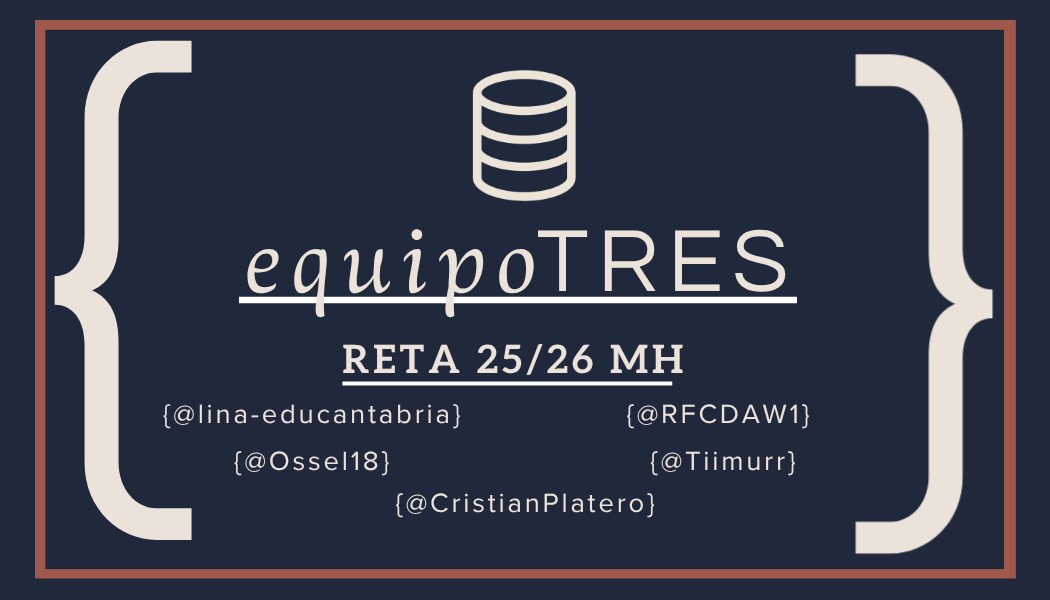 equipoTRES
RETA 25/26 MH
{@lina-educantabria} {@RFCDAW1}
{@Ossel18} {@Tiimurr}
{@CristianPlatero}